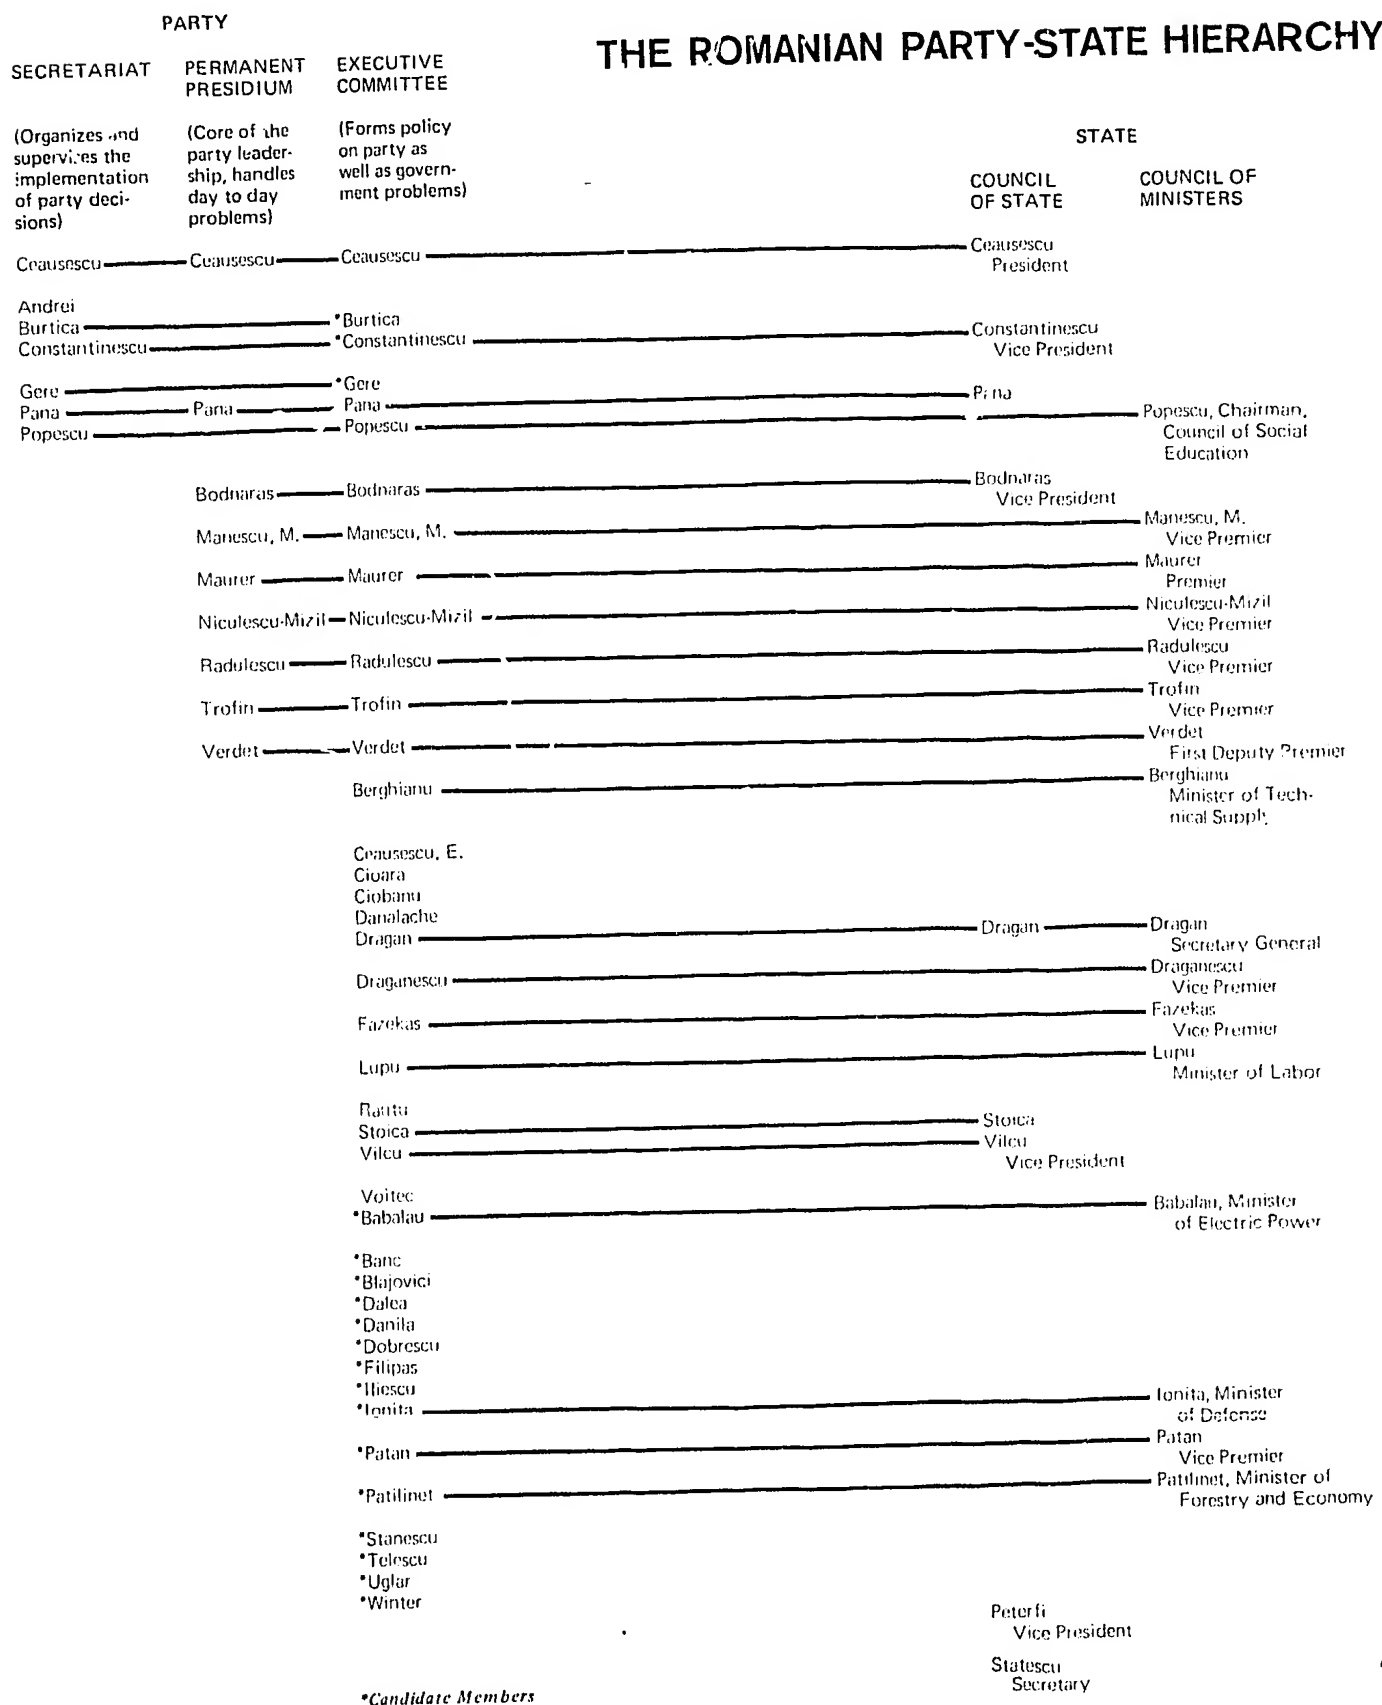 PARTY
THE ROMANIAN PARTY-STATE HIERARCHY
SECRETARIAT
PERMANENT
PRESIDIUM
EXECUTIVE
COMMITTEE
(Organizes and
supervises the
implementation
of party deci-
sions)
(Core of the
party leader-
ship, handles
day to day
problems)
(Forms policy
on party as
well as govern-
ment problems)
STATE
COUNCIL
OF STATE
COUNCIL OF
MINISTERS
Ceausescu Ceausescu Ceausescu Ceausescu
President
Andrei
Burtica *Burtica
Constantinescu *Constantinescu Constantinescu
Vice President
Gere *Gere
Pana Pana Pana Pana
Popescu Popescu Popescu, Chairman,
Council of Social
Education
Bodnaras Bodnaras Bodnaras
Vice President
Manescu, M. Manescu, M. Manescu, M.
Vice Premier
Maurer Maurer Maurer
Premier
Niculescu-Mizil Niculescu-Mizil Niculescu-Mizil
Vice Premier
Radulescu Radulescu Radulescu
Vice Premier
Trofin Trofin Trofin
Vice Premier
Verdet Verdet Verdet
First Deputy Premier
Berghianu Berghianu
Minister of Tech-
nical Supply
Ceausescu, E.
Cioara
Ciobanu
Danalache
Dragan Dragan Dragan
Secretary General
Draganescu Draganescu
Vice Premier
Fazekas Fazekas
Vice Premier
Lupu Lupu
Minister of Labor
Rautu
Stoica Stoica
Vilcu Vilcu
Vice President
Voitec
*Babalau Babalau, Minister
of Electric Power
*Banc
*Blajovici
*Dalea
*Danila
*Dobrescu
*Filipas
*Iliescu
*Ionita Ionita, Minister
of Defense
*Patan Patan
Vice Premier
*Patilinet Patilinet, Minister of
Forestry and Economy
*Stanescu
*Telescu
*Uglar
*Winter
Peterfi
Vice President
Statescu
Secretary
*Candidate Members